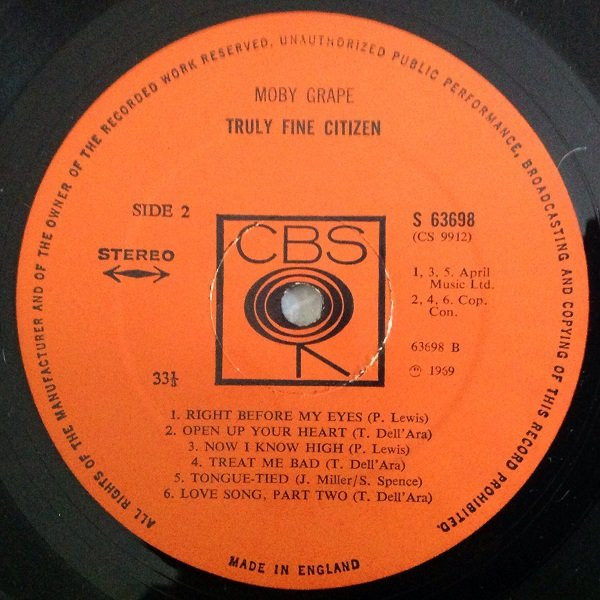 ALL RIGHTS OF THE MANUFACTURER AND OF THE OWNER OF THE RECORDED WORK RESERVED, UNAUTHORIZED PUBLIC PERFORMANCE, BROADCASTING AND COPYING OF THIS RECORD PROHIBITED.
MOBY GRAPE
TRULY FINE CITIZEN
SIDE 2
S 63698
(CS 9912)
CBS
STEREO
1, 3, 5. April
Music Ltd.
2, 4, 6. Cop.
Con.
63698 B
33⅓
℗ 1969
1. RIGHT BEFORE MY EYES (P. Lewis)
2. OPEN UP YOUR HEART (T. Dell'Ara)
3. NOW I KNOW HIGH (P. Lewis)
4. TREAT ME BAD (T. Dell'Ara)
5. TONGUE-TIED (J. Miller/S. Spence)
6. LOVE SONG, PART TWO (T. Dell'Ara)
MADE IN ENGLAND